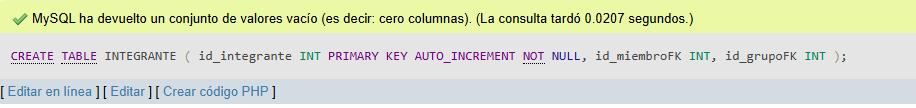 MySQL ha devuelto un conjunto de valores vacío (es decir: cero columnas). (La consulta tardó 0.0207 segundos.)
CREATE TABLE INTEGRANTE ( id_integrante INT PRIMARY KEY AUTO_INCREMENT NOT NULL, id_miembroFK INT, id_grupoFK INT );
[ Editar en línea ] [ Editar ] [ Crear código PHP ]